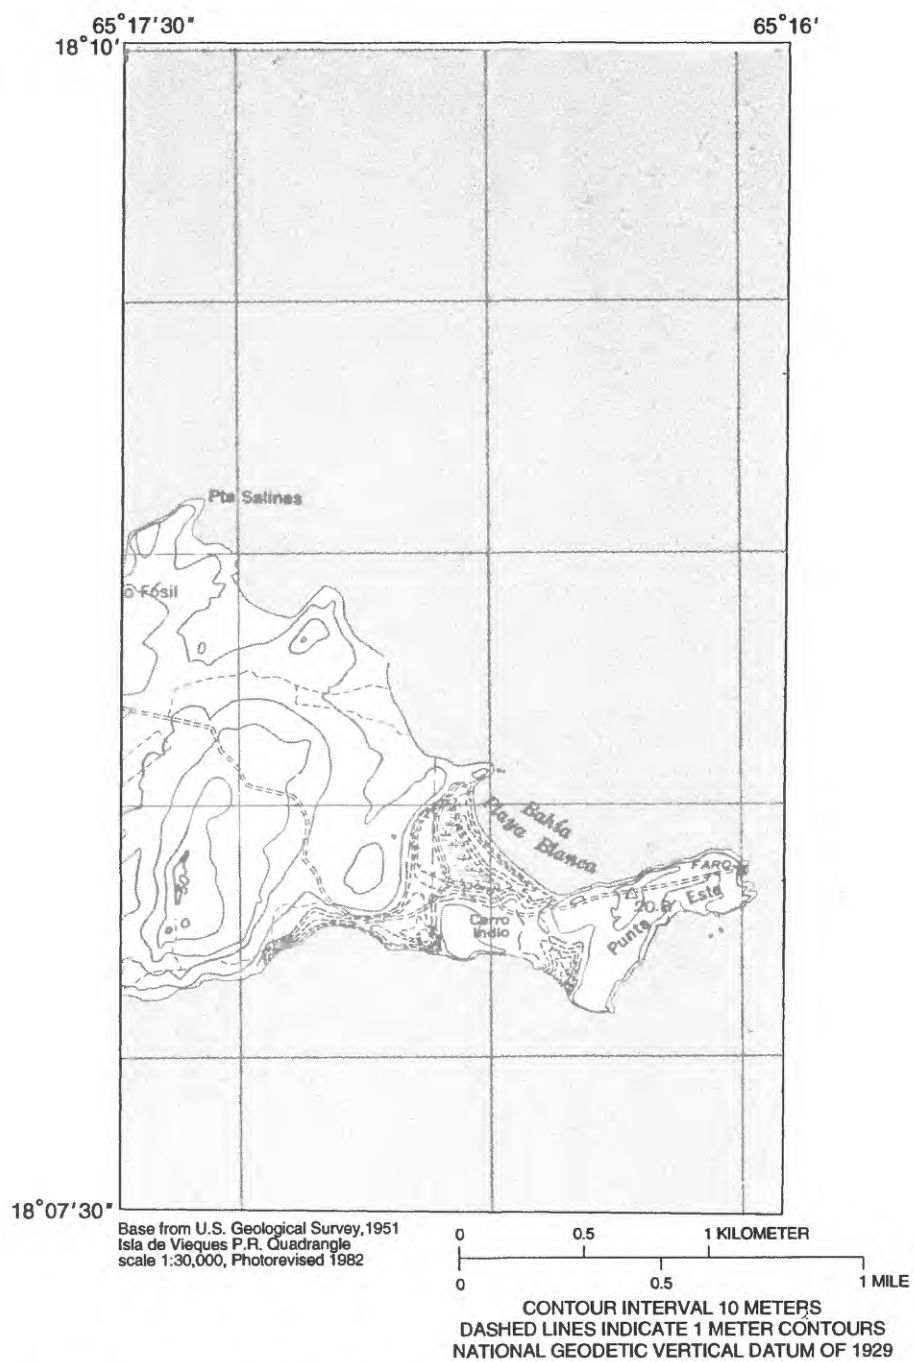 65°17'30"
65°16'
18°10'
Pta Salinas
o Fosil
Bahía
Playa Blanca
FARO
20.8
Punta Este
Cerro
Indio
18°07'30"
Base from U.S. Geological Survey,1951
Isla de Vieques P.R. Quadrangle
scale 1:30,000, Photorevised 1982
0 0.5 1 KILOMETER
0 0.5 1 MILE
CONTOUR INTERVAL 10 METERS
DASHED LINES INDICATE 1 METER CONTOURS
NATIONAL GEODETIC VERTICAL DATUM OF 1929